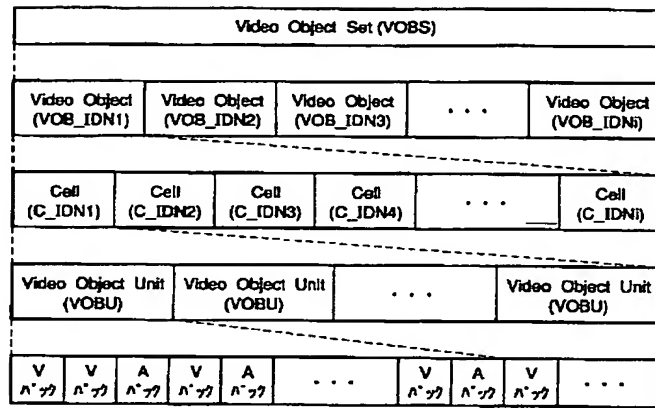 Video Object Set (VOBS)
Video Object Video Object Video Object ・・・ Video Object
(VOB_IDN1) (VOB_IDN2) (VOB_IDN3) (VOB_IDNi)
Cell Cell Cell Cell ・・・ Cell
(C_IDN1) (C_IDN2) (C_IDN3) (C_IDN4) (C_IDNi)
Video Object Unit Video Object Unit ・・・ Video Object Unit
(VOBU) (VOBU) (VOBU)
V V A V A ・・・ V A V ・・・
パック パック パック パック パック パック パック パック